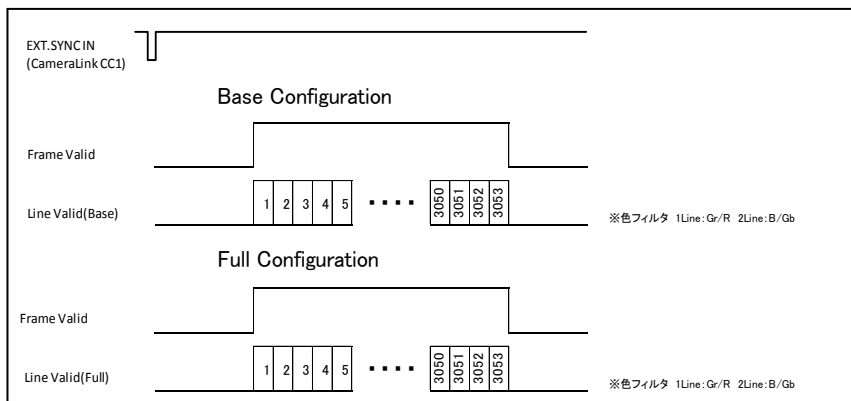 EXT.SYNC IN
(CameraLink CC1)
Base Configuration
Frame Valid
Line Valid(Base)
1 2 3 4 5 ・・・・ 3050 3051 3052 3053
※色フィルタ 1Line:Gr/R 2Line:B/Gb
Full Configuration
Frame Valid
Line Valid(Full)
1 2 3 4 5 ・・・・ 3050 3051 3052 3053
※色フィルタ 1Line:Gr/R 2Line:B/Gb